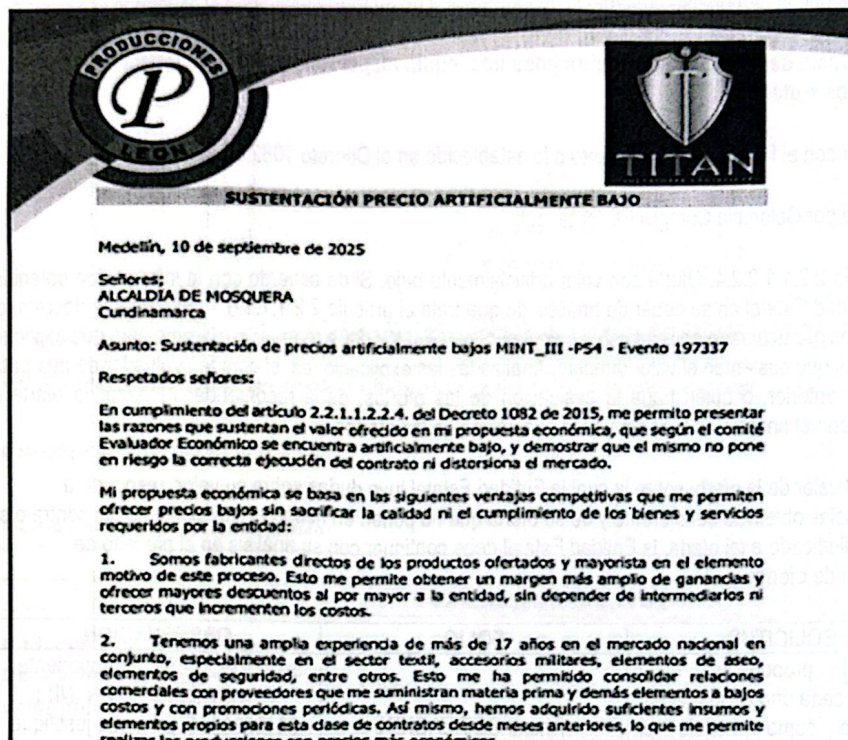 PRODUCCIONES
P
LEON
TITAN
SUSTENTACIÓN PRECIO ARTIFICIALMENTE BAJO
Medellín, 10 de septiembre de 2025
Señores;
ALCALDÍA DE MOSQUERA
Cundinamarca
Asunto: Sustentación de precios artificialmente bajos MINT_III -PS4 - Evento 197317
Respetados señores:
En cumplimiento del artículo 2.2.1.1.2.2.4. del Decreto 1082 de 2015, me permito presentar
las razones que sustentan el valor ofrecido en mi propuesta económica, que según el comité
Evaluador Económico se encuentra artificialmente bajo, y demostrar que el mismo no pone
en riesgo la correcta ejecución del contrato ni distorsiona el mercado.
Mi propuesta económica se basa en las siguientes ventajas competitivas que me permiten
ofrecer precios bajos sin sacrificar la calidad ni el cumplimiento de los bienes y servicios
requeridos por la entidad:
1. Somos fabricantes directos de los productos ofertados y mayorista en el elemento
motivo de este proceso. Esto me permite obtener un margen más amplio de ganancias y
ofrecer mayores descuentos al por mayor a la entidad, sin depender de intermediarios ni
terceros que incrementen los costos.
2. Tenemos una amplia experiencia de más de 17 años en el mercado nacional en
conjunto, especialmente en el sector textil, accesorios militares, elementos de aseo,
elementos de seguridad, entre otros. Esto me ha permitido consolidar relaciones
comerciales con proveedores que me suministran materia prima y demás elementos a bajos
costos y con promociones periódicas. Así mismo, hemos adquirido suficientes insumos y
elementos propios para esta clase de contratos desde meses anteriores, lo que me permite
realizar las producciones con precios más económicos.